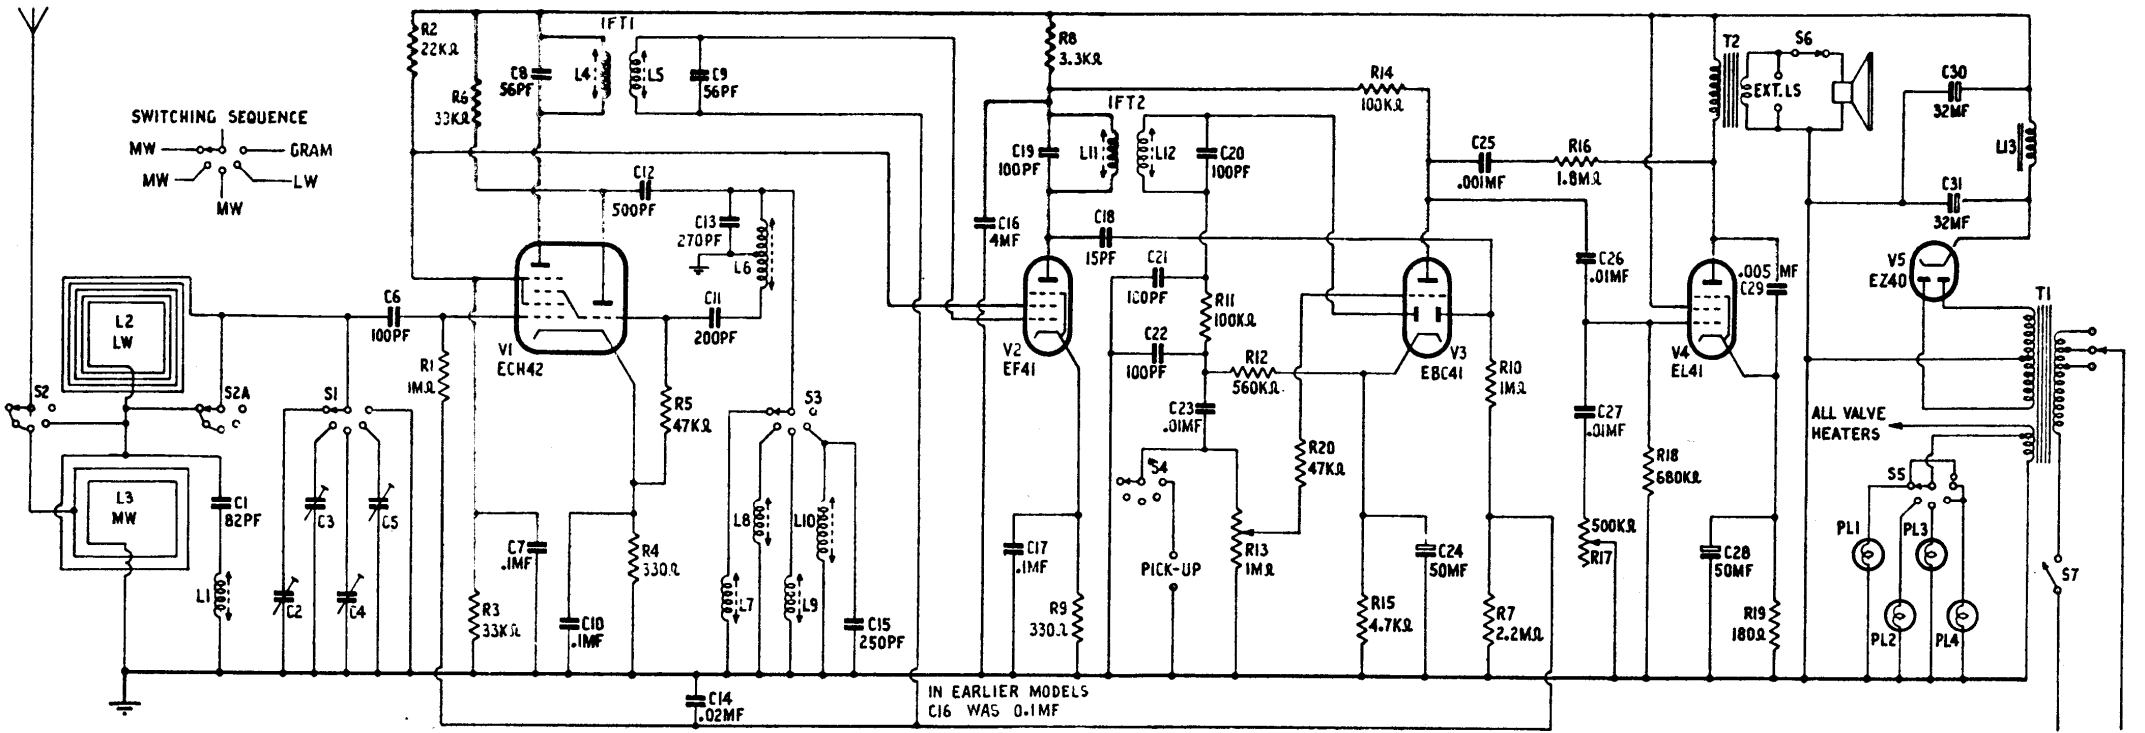 SWITCHING SEQUENCE
MW
GRAM
MW
LW
MW
R2
22KΩ
R6
33KΩ
IFT1
C8
56PF
L4
L5
C9
56PF
C12
500PF
C13
270PF
L6
C11
200PF
L2
LW
C6
100PF
R1
1MΩ
V1
ECH42
S2
S2A
S1
R5
47KΩ
S3
L3
MW
C1
82PF
L1
C2
C3
C4
C5
R3
33KΩ
C7
.1MF
C10
.1MF
R4
330Ω
L8
L10
L7
L9
C15
250PF
C14
.02MF
IN EARLIER MODELS
C16 WAS 0.1MF
R8
3.3KΩ
IFT2
C19
100PF
L11
L12
C20
100PF
C16
4MF
C18
15PF
V2
EF41
C21
100PF
R11
100KΩ
C22
100PF
R12
560KΩ
C23
.01MF
S4
PICK-UP
C17
.1MF
R9
330Ω
R13
1MΩ
R20
47KΩ
R14
100KΩ
V3
EBC41
R10
1MΩ
C24
50MF
R15
4.7KΩ
R7
2.2MΩ
C25
.001MF
R16
1.8MΩ
C26
.01MF
C27
.01MF
500KΩ
R17
R18
680KΩ
V4
EL41
.005 MF
C29
C28
50MF
R19
180Ω
T2
EXT. LS
S6
C30
32MF
L13
C31
32MF
V5
EZ40
T1
ALL VALVE
HEATERS
S5
PL1
PL3
PL2
PL4
S7